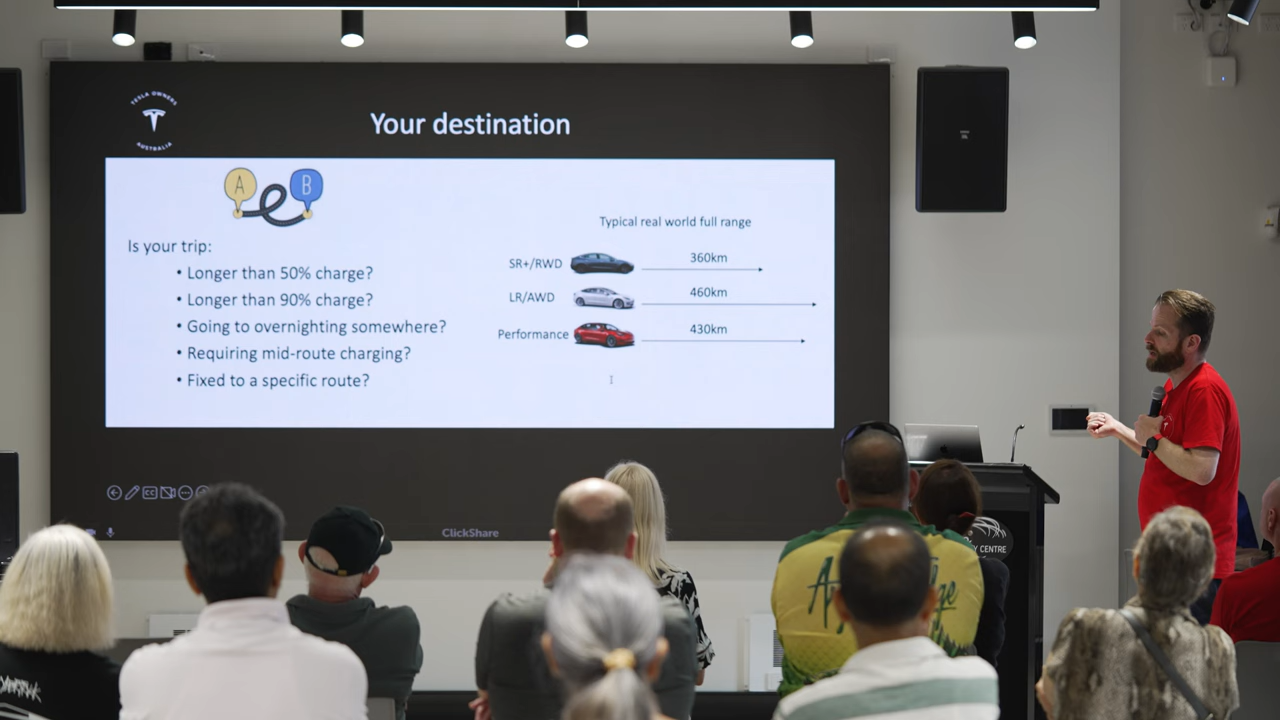 TESLA OWNERS
AUSTRALIA
Your destination
A
B
Is your trip:
• Longer than 50% charge?
• Longer than 90% charge?
• Going to overnighting somewhere?
• Requiring mid-route charging?
• Fixed to a specific route?
Typical real world full range
SR+/RWD
360km
LR/AWD
460km
Performance
430km
CC
ClickShare
CENTRE